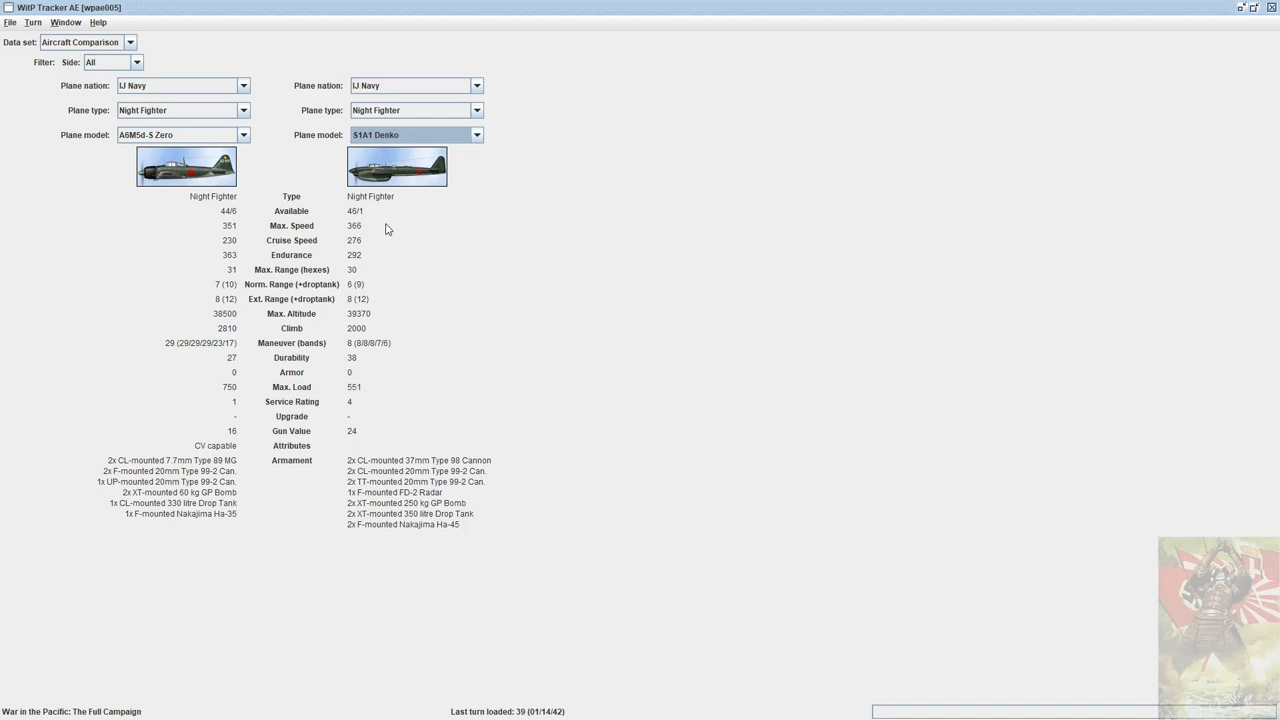 WitP Tracker AE [wpae005]
File Turn Window Help
Data set: Aircraft Comparison
Filter: Side: All
Plane nation: IJ Navy Plane nation: IJ Navy
Plane type: Night Fighter Plane type: Night Fighter
Plane model: A6M5d-S Zero Plane model: S1A1 Denko
Night Fighter Type Night Fighter
44/6 Available 46/1
351 Max. Speed 366
230 Cruise Speed 276
363 Endurance 292
31 Max. Range (hexes) 30
7 (10) Norm. Range (+droptank) 6 (9)
8 (12) Ext. Range (+droptank) 8 (12)
38500 Max. Altitude 39370
2810 Climb 2000
29 (29/29/29/23/17) Maneuver (bands) 8 (8/8/8/7/6)
27 Durability 38
0 Armor 0
750 Max. Load 551
1 Service Rating 4
- Upgrade -
16 Gun Value 24
CV capable Attributes
2x CL-mounted 7.7mm Type 89 MG Armament 2x CL-mounted 37mm Type 98 Cannon
2x F-mounted 20mm Type 99-2 Can. 2x CL-mounted 20mm Type 99-2 Can.
1x UP-mounted 20mm Type 99-2 Can. 2x TT-mounted 20mm Type 99-2 Can.
2x XT-mounted 60 kg GP Bomb 1x F-mounted FD-2 Radar
1x CL-mounted 330 litre Drop Tank 2x XT-mounted 250 kg GP Bomb
1x F-mounted Nakajima Ha-35 2x XT-mounted 350 litre Drop Tank
2x F-mounted Nakajima Ha-45
War in the Pacific: The Full Campaign Last turn loaded: 39 (01/14/42)